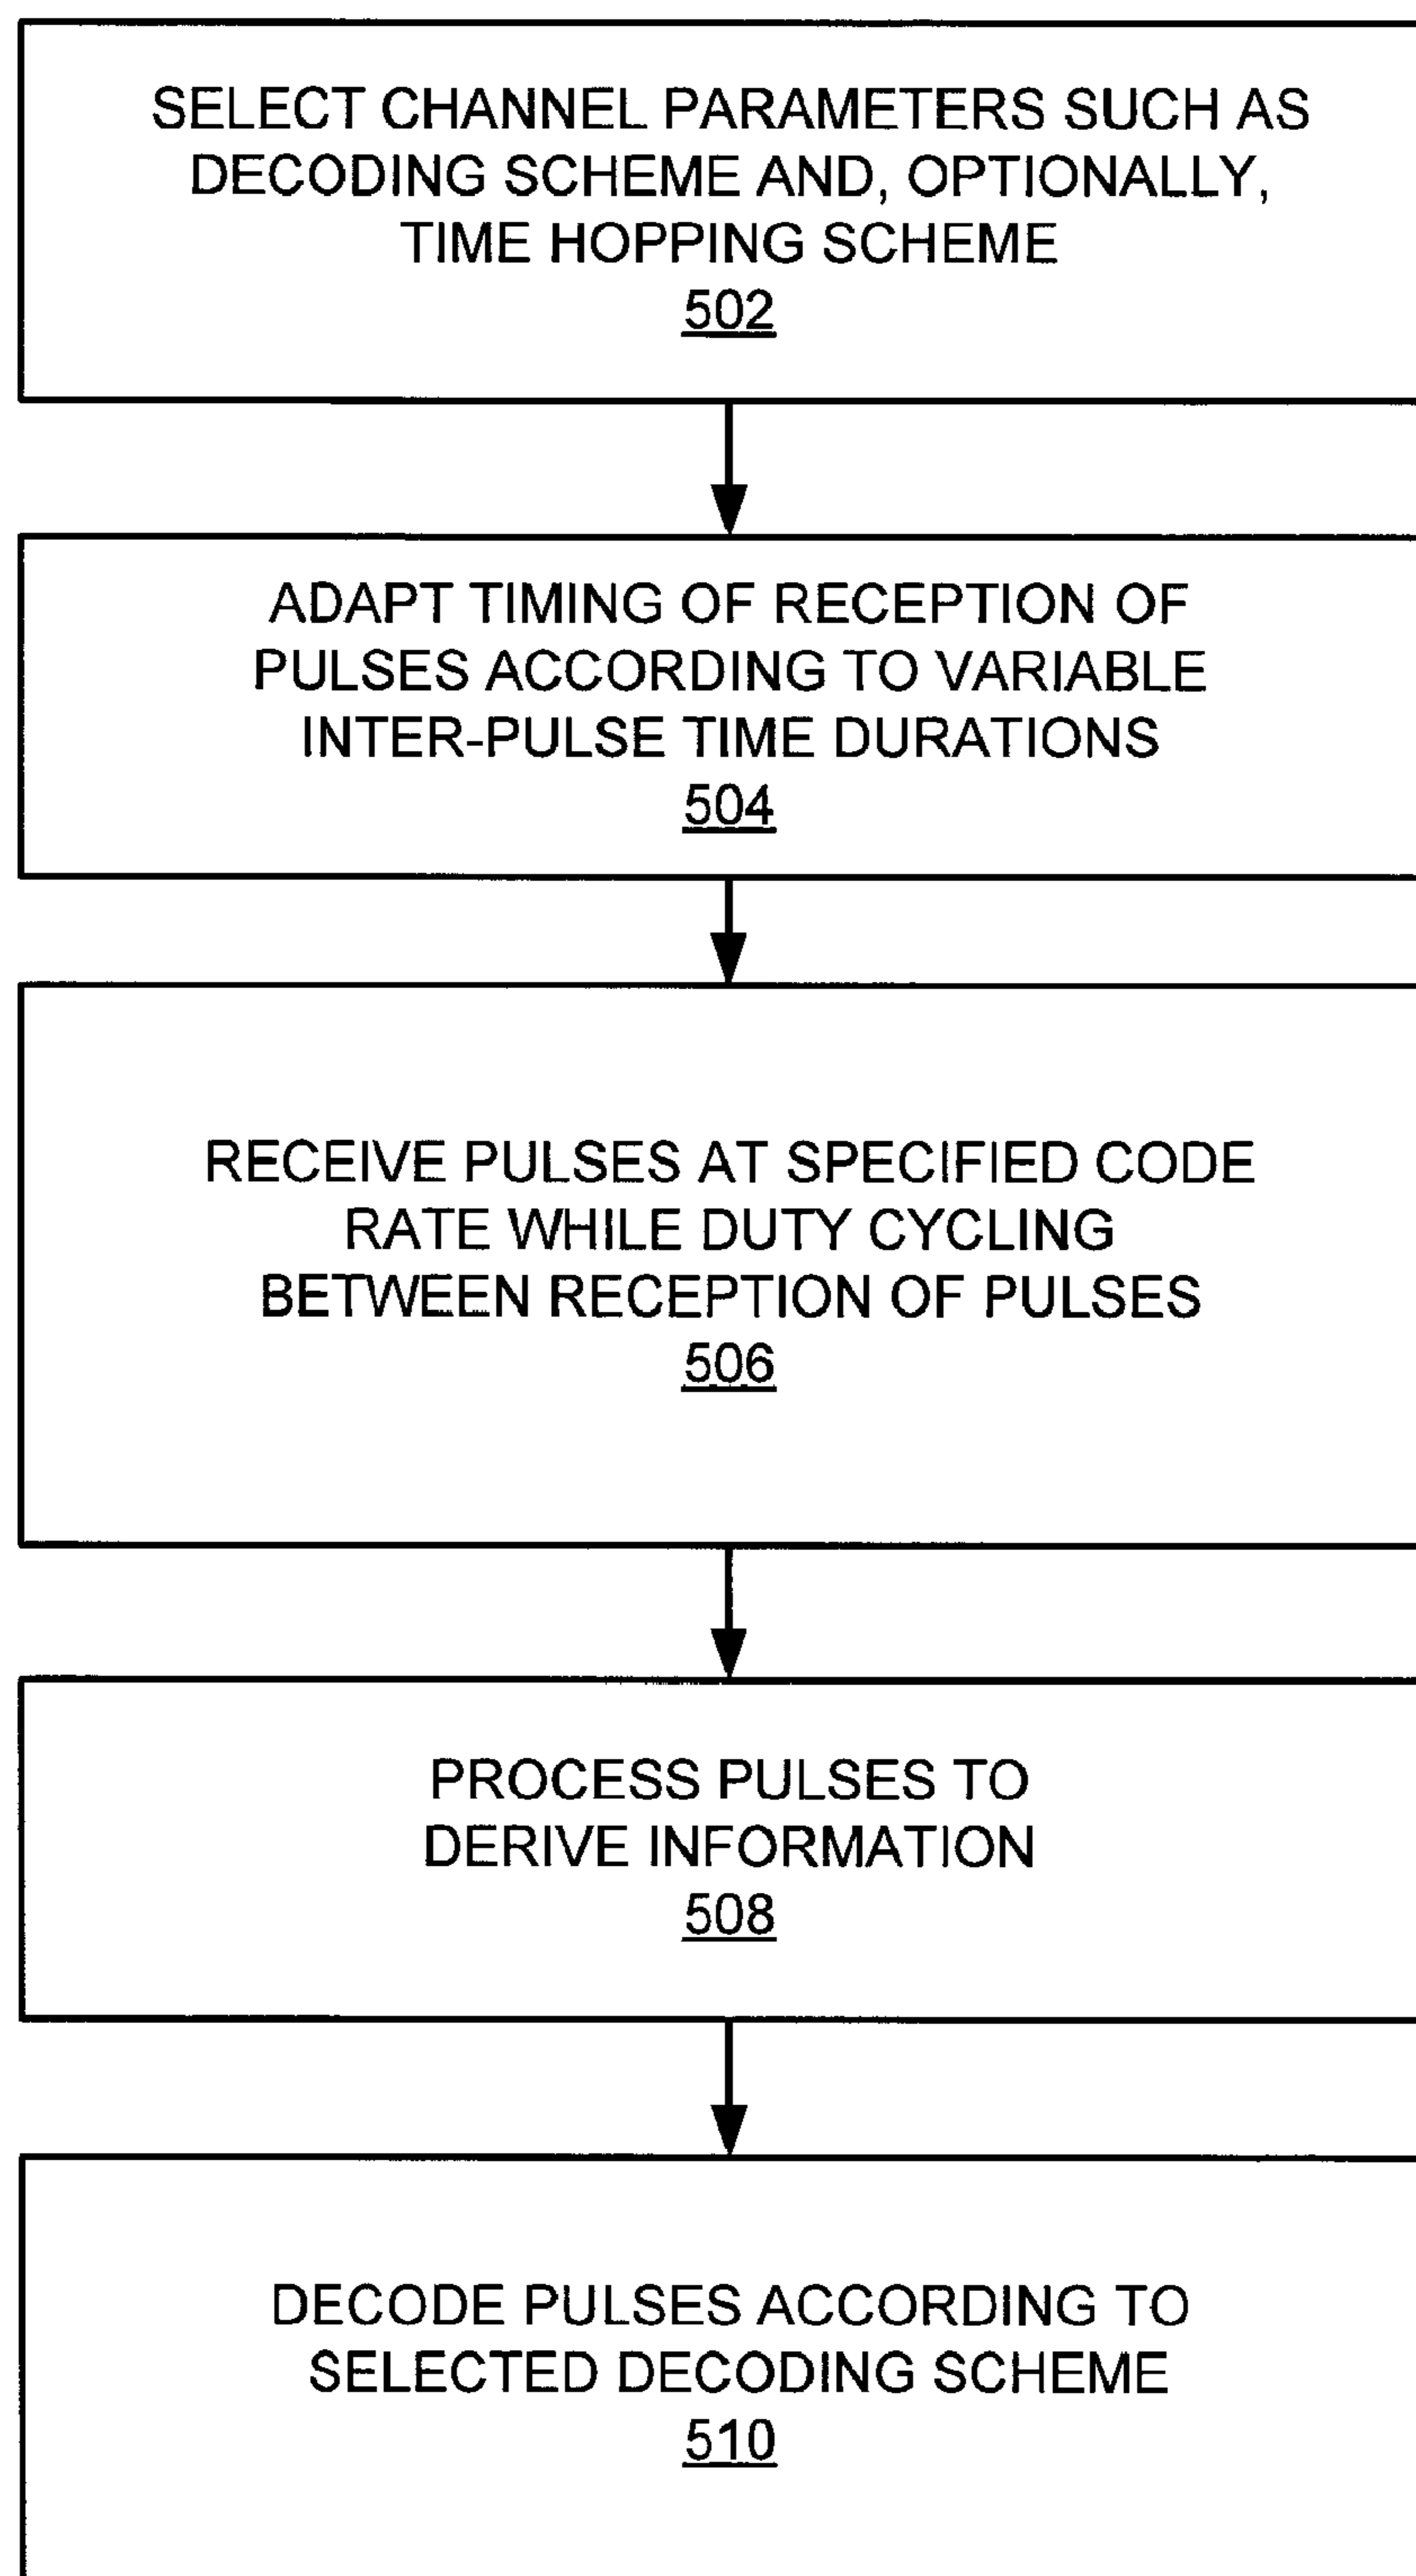 SELECT CHANNEL PARAMETERS SUCH AS
DECODING SCHEME AND, OPTIONALLY,
TIME HOPPING SCHEME
502
ADAPT TIMING OF RECEPTION OF
PULSES ACCORDING TO VARIABLE
INTER-PULSE TIME DURATIONS
504
RECEIVE PULSES AT SPECIFIED CODE
RATE WHILE DUTY CYCLING
BETWEEN RECEPTION OF PULSES
506
PROCESS PULSES TO
DERIVE INFORMATION
508
DECODE PULSES ACCORDING TO
SELECTED DECODING SCHEME
510